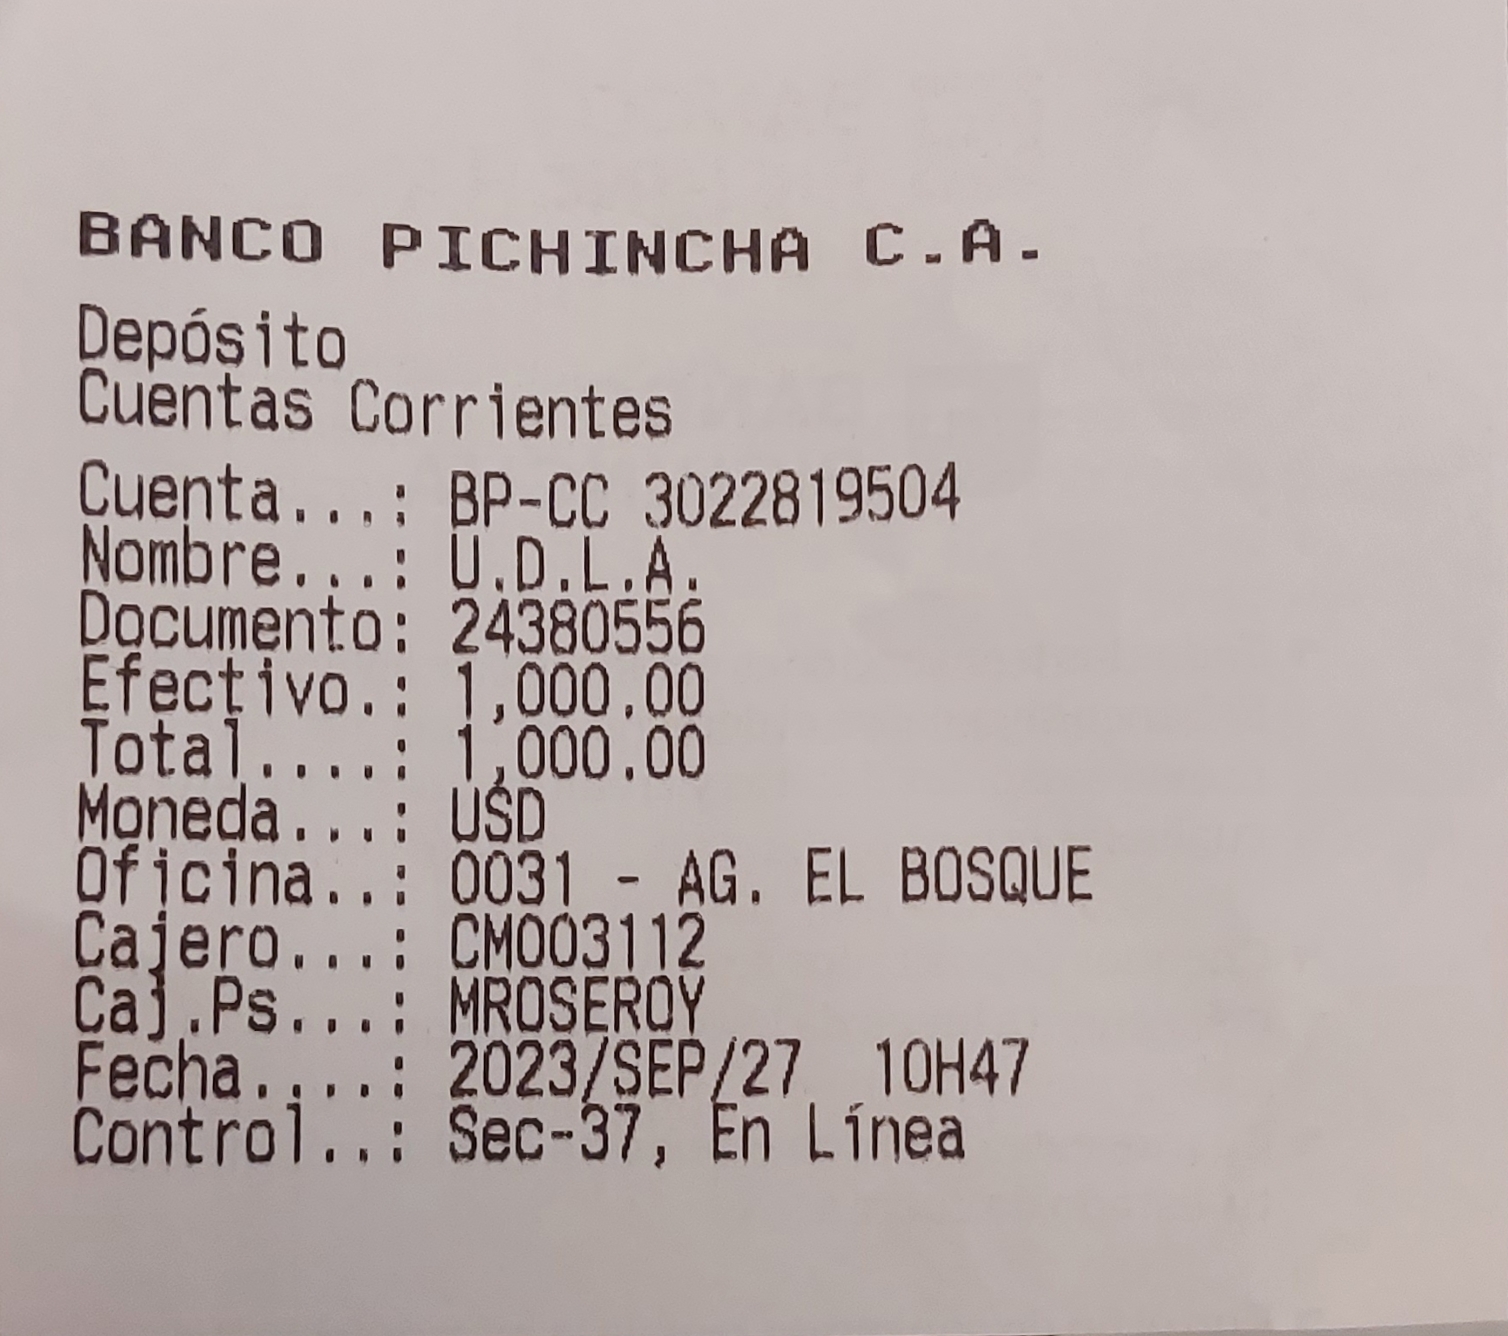 BANCO PICHINCHA C.A.
Depósito
Cuentas Corrientes
Cuenta...: BP-CC 3022819504
Nombre...: U.D.L.A.
Documento: 24380556
Efectivo.: 1,000.00
Total....: 1,000.00
Moneda...: USD
Oficina..: 0031 - AG. EL BOSQUE
Cajero...: CM003112
Caj.Ps...: MROSEROY
Fecha....: 2023/SEP/27  10H47
Control..: Sec-37, En Línea